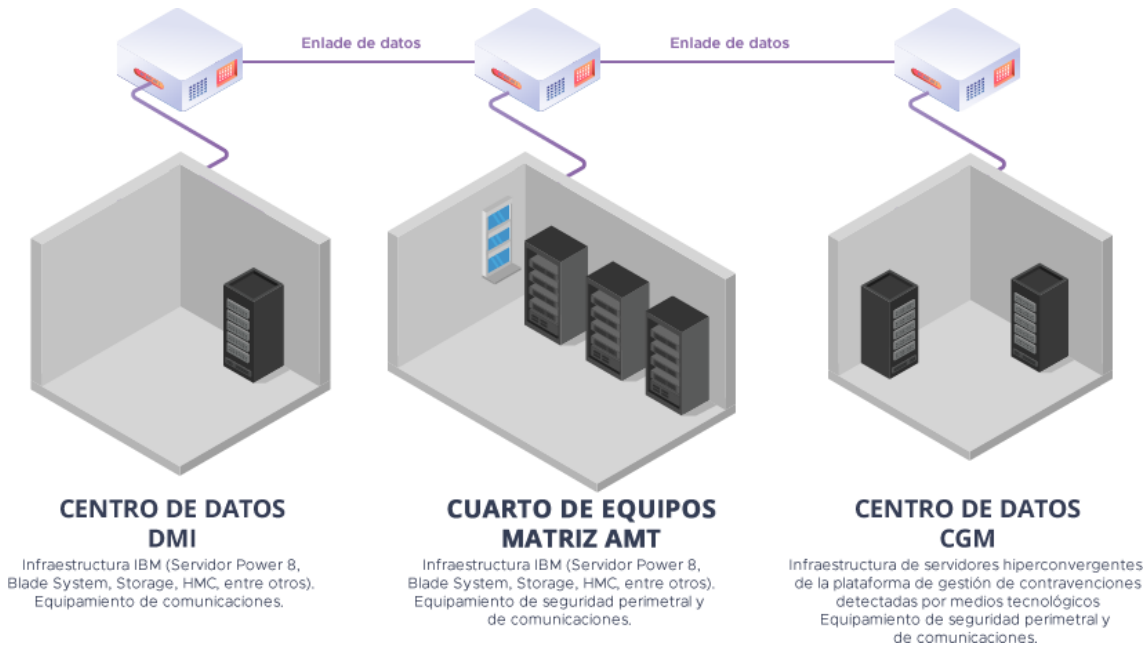 Enlade de datos
Enlade de datos
CENTRO DE DATOS
DMI
Infraestructura IBM (Servidor Power 8,
Blade System, Storage, HMC, entre otros).
Equipamiento de comunicaciones.
CUARTO DE EQUIPOS
MATRIZ AMT
Infraestructura IBM (Servidor Power 8,
Blade System, Storage, HMC, entre otros).
Equipamiento de seguridad perimetral y
de comunicaciones.
CENTRO DE DATOS
CGM
Infraestructura de servidores hiperconvergentes
de la plataforma de gestión de contravenciones
detectadas por medios tecnológicos
Equipamiento de seguridad perimetral y
de comunicaciones.